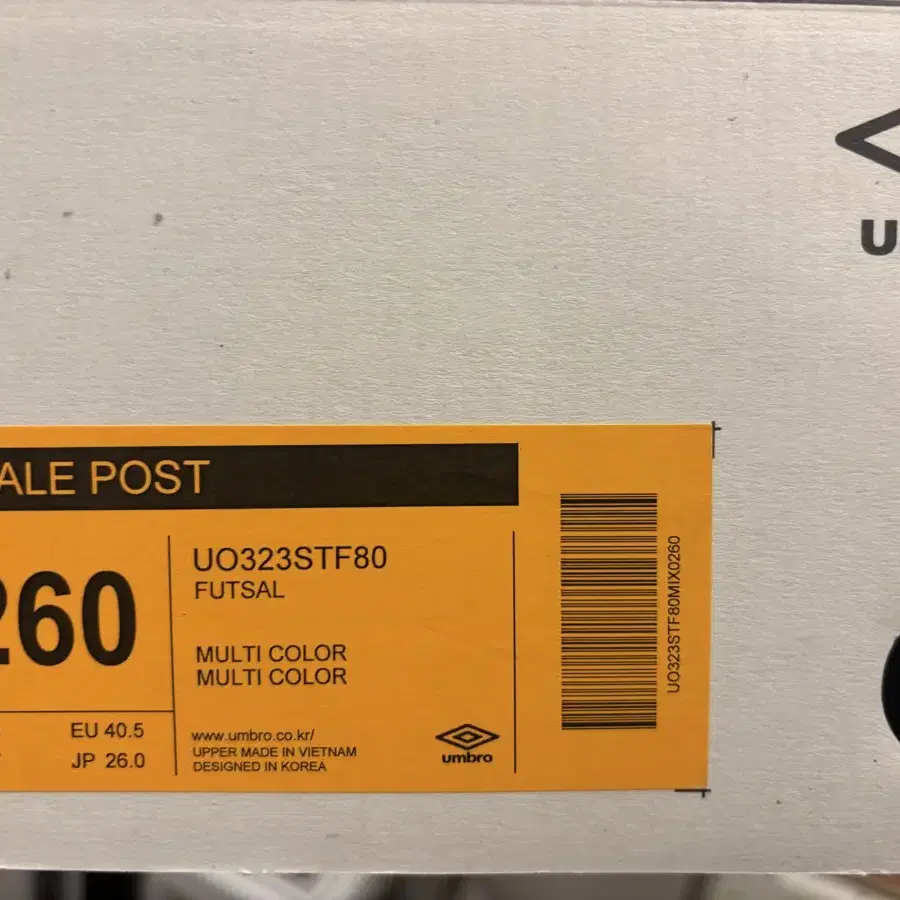 ALE POST
260
UO323STF80
FUTSAL
MULTI COLOR
MULTI COLOR
EU 40.5
JP 26.0
www.umbro.co.kr/
UPPER MADE IN VIETNAM
DESIGNED IN KOREA
umbro
UO323STF80MIX0260
U